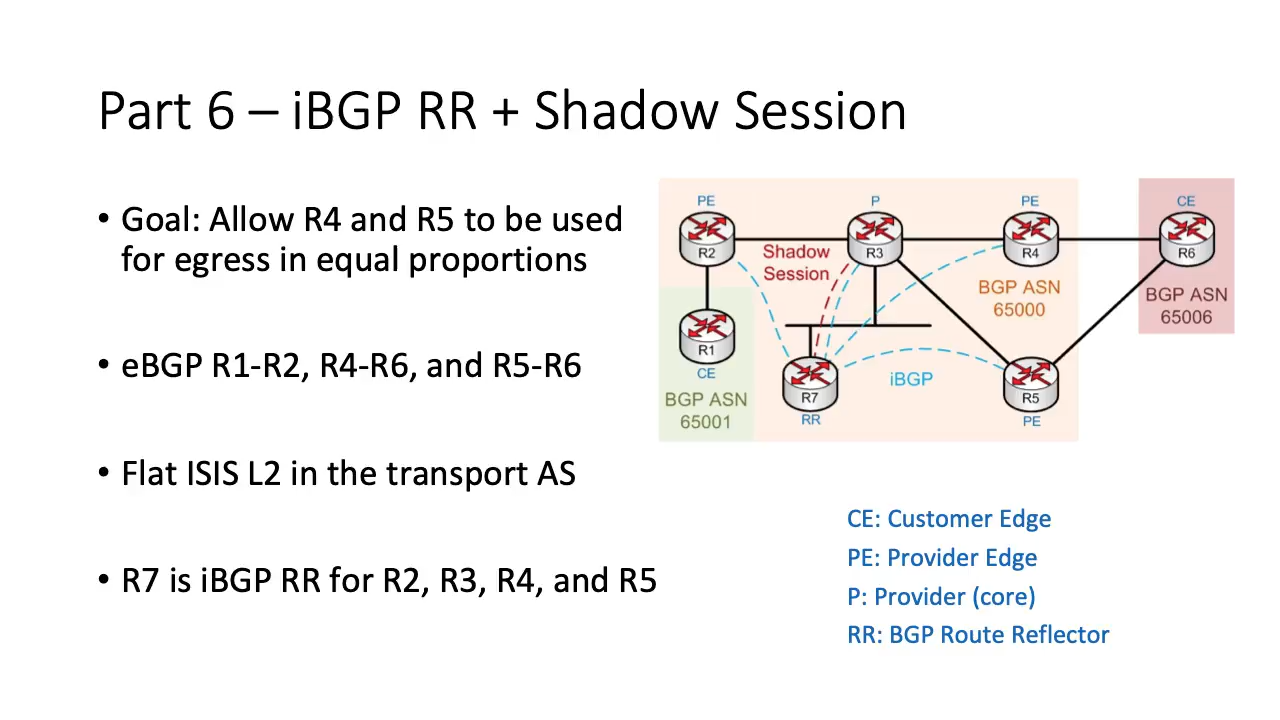 Part 6 – iBGP RR + Shadow Session
• Goal: Allow R4 and R5 to be used
for egress in equal proportions
• eBGP R1-R2, R4-R6, and R5-R6
• Flat ISIS L2 in the transport AS
• R7 is iBGP RR for R2, R3, R4, and R5
PE
P
PE
CE
R2
Shadow
Session
R3
R4
R6
BGP ASN
65000
BGP ASN
65006
R1
CE
BGP ASN
65001
R7
RR
iBGP
R5
PE
CE: Customer Edge
PE: Provider Edge
P: Provider (core)
RR: BGP Route Reflector